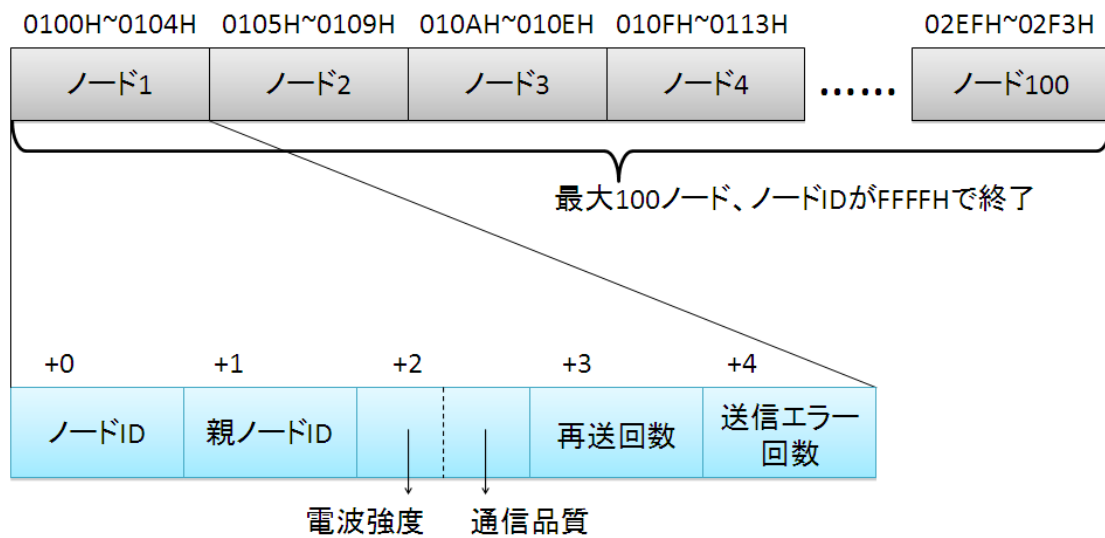 0100H~0104H 0105H~0109H 010AH~010EH 010FH~0113H 02EFH~02F3H
ノード1 ノード2 ノード3 ノード4 …… ノード100
最大100ノード、ノードIDがFFFFHで終了
+0 +1 +2 +3 +4
ノードID 親ノードID 再送回数 送信エラー
回数
電波強度 通信品質